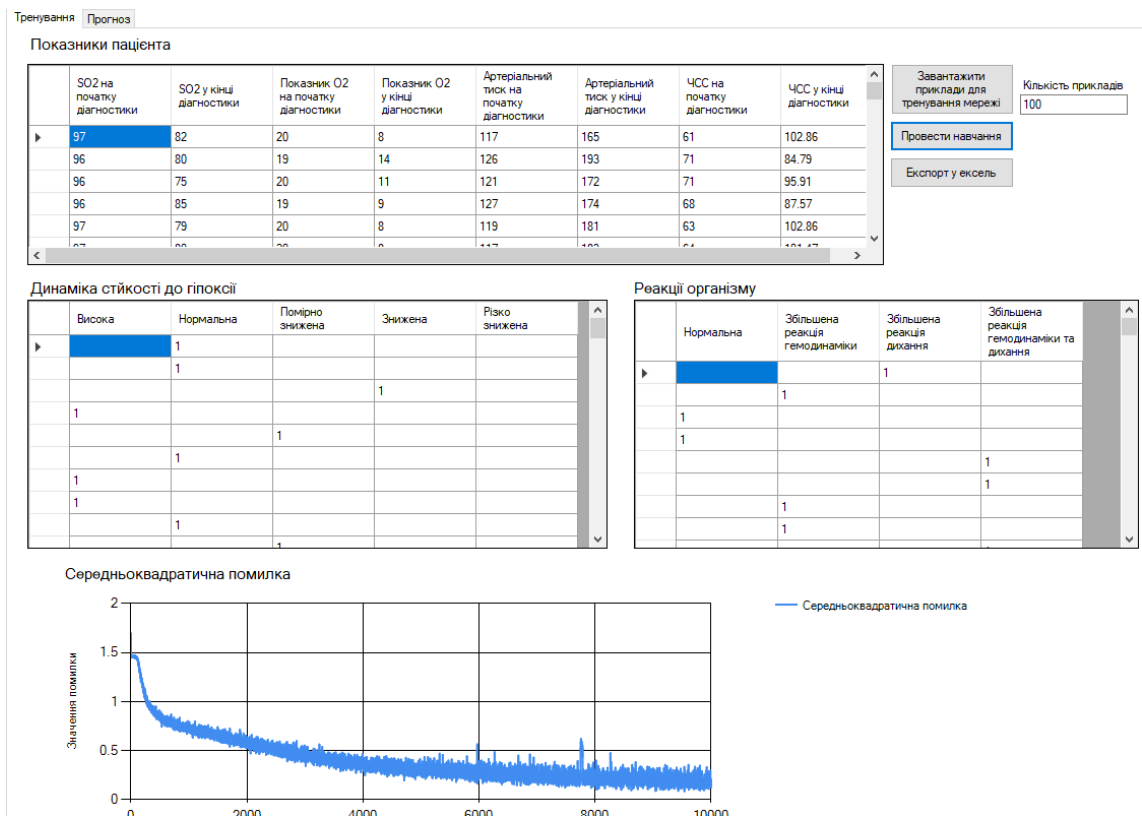 Тренування Прогноз
Показники пацієнта
SO2 на початку діагностики SO2 у кінці діагностики Показник О2 на початку діагностики Показник О2 у кінці діагностики Артеріальний тиск на початку діагностики Артеріальний тиск у кінці діагностики ЧСС на початку діагностики ЧСС у кінці діагностики
97 82 20 8 117 165 61 102.86
96 80 19 14 126 193 71 84.79
96 75 20 11 121 172 71 95.91
96 85 19 9 127 174 68 87.57
97 79 20 8 119 181 63 102.86
Завантажити
приклади для
тренування мережі
Кількість прикладів
100
Провести навчання
Експорт у ексель
Динаміка стйкості до гіпоксії
Висока Нормальна Помірно знижена Знижена Різко знижена
1
1
1
1
1
1
1
1
1
1
Реакції організму
Нормальна Збільшена реакція гемодинаміки Збільшена реакція дихання Збільшена реакція гемодинаміки та дихання
1
1
1
1
1
1
1
1
Середньоквадратична помилка
Середньоквадратична помилка
Значення помилки
2
1.5
1
0.5
0
0 2000 4000 6000 8000 10000